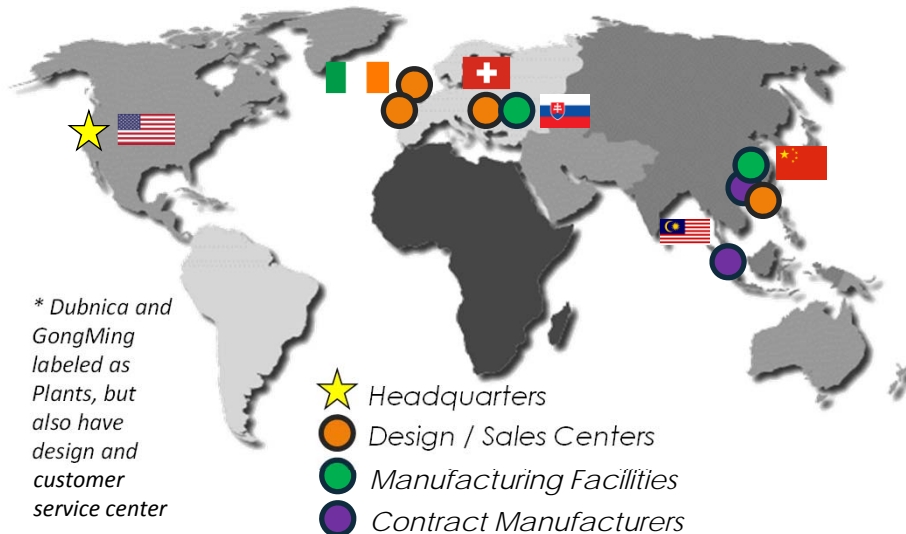 * Dubnica and
GongMing
labeled as
Plants, but
also have
design and
customer
service center
Headquarters
Design / Sales Centers
Manufacturing Facilities
Contract Manufacturers